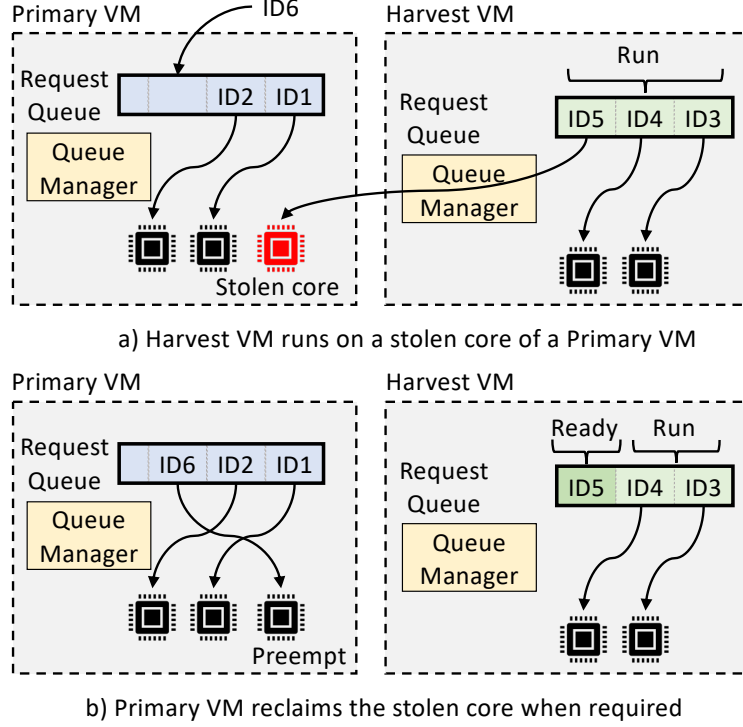 Primary VM
ID6
Request
Queue
ID2 ID1
Queue
Manager
Stolen core
Harvest VM
Run
Request
Queue
ID5 ID4 ID3
Queue
Manager
a) Harvest VM runs on a stolen core of a Primary VM
Primary VM
Request
Queue
ID6 ID2 ID1
Queue
Manager
Preempt
Harvest VM
Ready Run
Request
Queue
ID5 ID4 ID3
Queue
Manager
b) Primary VM reclaims the stolen core when required